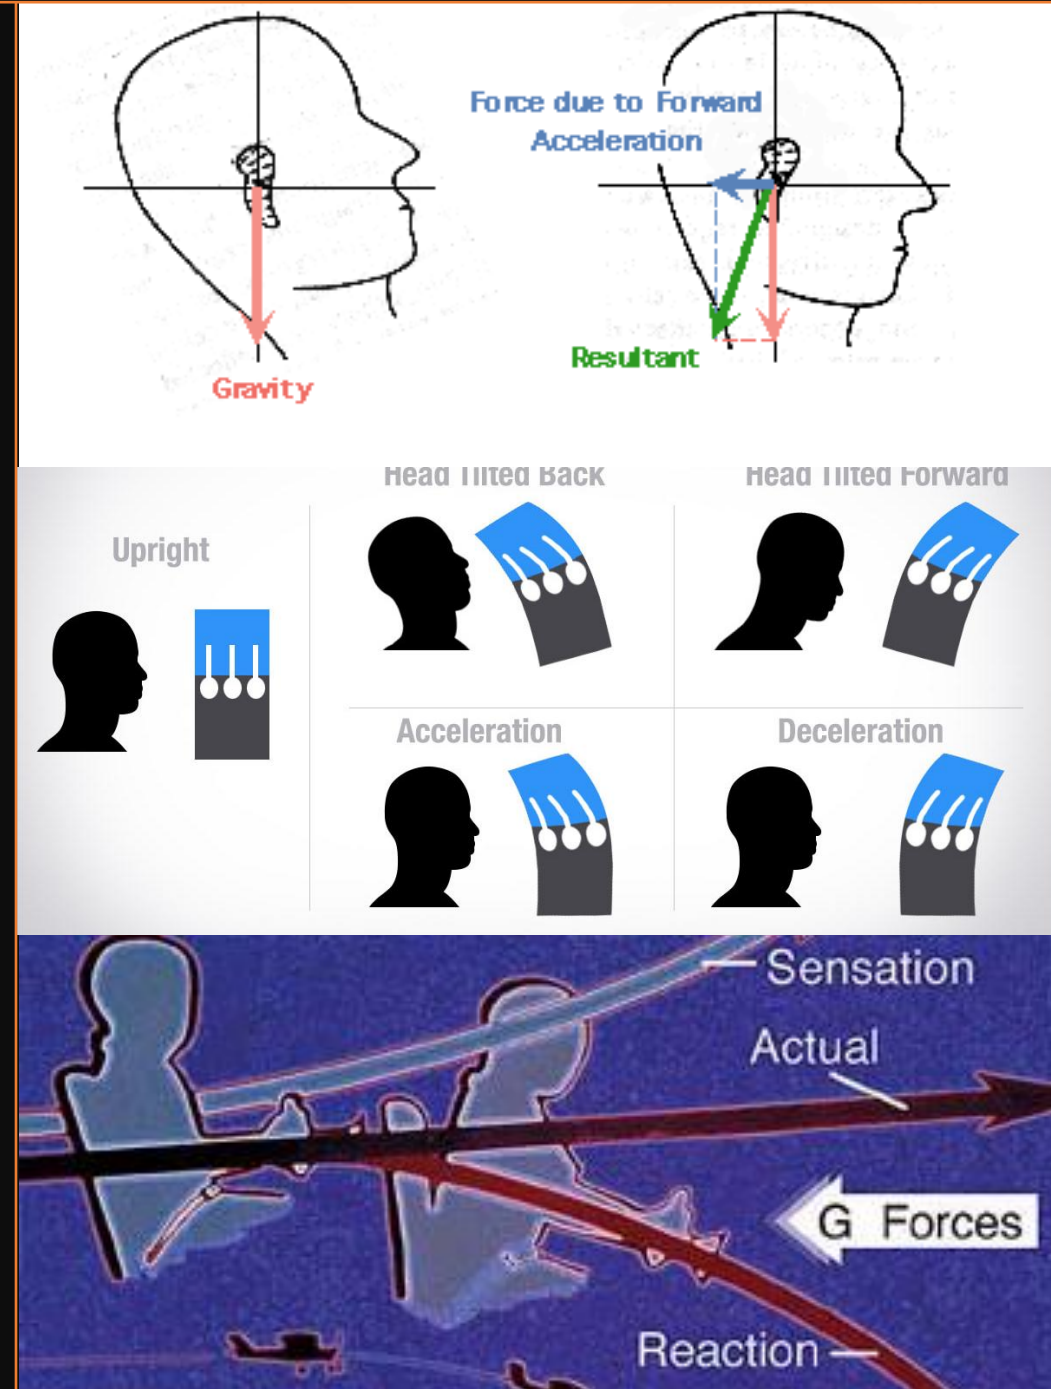 Force due to Forward
Acceleration
Resultant
Gravity
Head Tilted Back
Head Tilted Forward
Upright
Acceleration
Deceleration
Sensation
Actual
G Forces
Reaction